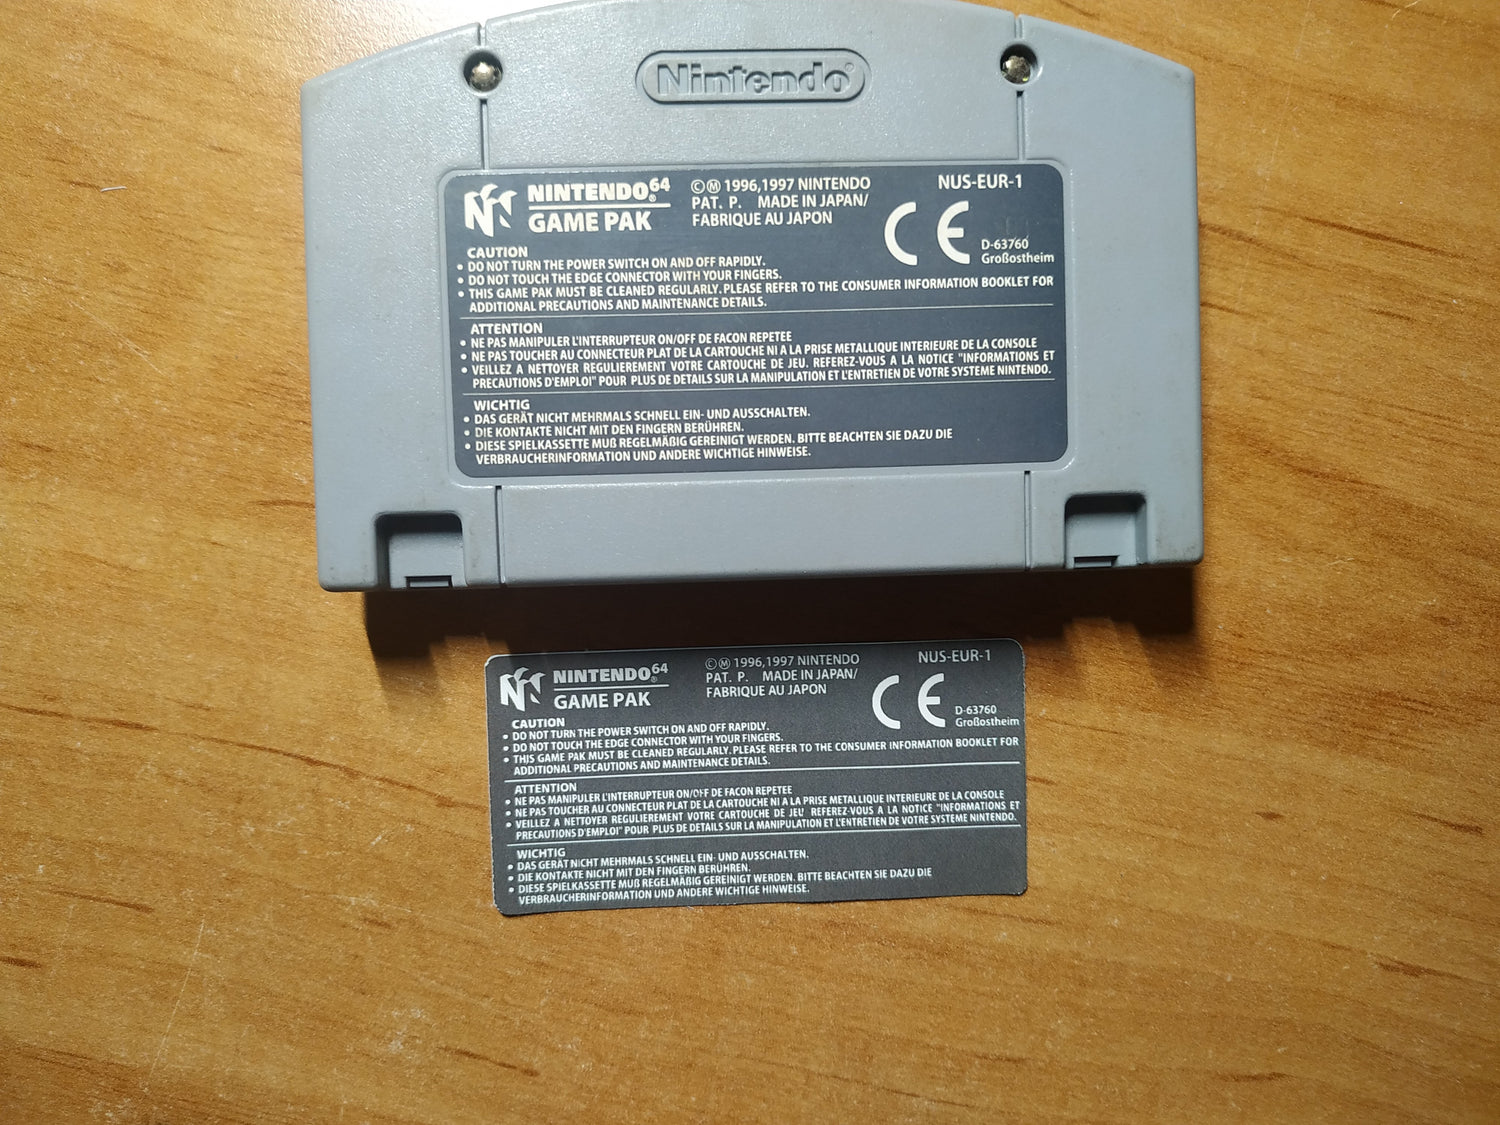 Nintendo®
NINTENDO®64
GAME PAK
©Ⓜ 1996,1997 NINTENDO
PAT. P. MADE IN JAPAN/
FABRIQUE AU JAPON
NUS-EUR-1
CE
D-63760
Großostheim
CAUTION
• DO NOT TURN THE POWER SWITCH ON AND OFF RAPIDLY.
• DO NOT TOUCH THE EDGE CONNECTOR WITH YOUR FINGERS.
• THIS GAME PAK MUST BE CLEANED REGULARLY. PLEASE REFER TO THE CONSUMER INFORMATION BOOKLET FOR
ADDITIONAL PRECAUTIONS AND MAINTENANCE DETAILS.
ATTENTION
• NE PAS MANIPULER L'INTERRUPTEUR ON/OFF DE FACON REPETEE
• NE PAS TOUCHER AU CONNECTEUR PLAT DE LA CARTOUCHE NI A LA PRISE METALLIQUE INTERIEURE DE LA CONSOLE
• VEILLEZ A NETTOYER REGULIEREMENT VOTRE CARTOUCHE DE JEU. REFEREZ-VOUS A LA NOTICE "INFORMATIONS ET
PRECAUTIONS D'EMPLOI" POUR PLUS DE DETAILS SUR LA MANIPULATION ET L'ENTRETIEN DE VOTRE SYSTEME NINTENDO.
WICHTIG
• DAS GERÄT NICHT MEHRMALS SCHNELL EIN- UND AUSSCHALTEN.
• DIE KONTAKTE NICHT MIT DEN FINGERN BERÜHREN.
• DIESE SPIELKASSETTE MUß REGELMÄßIG GEREINIGT WERDEN. BITTE BEACHTEN SIE DAZU DIE
VERBRAUCHERINFORMATION UND ANDERE WICHTIGE HINWEISE.
NINTENDO®64
GAME PAK
©Ⓜ 1996,1997 NINTENDO
PAT. P. MADE IN JAPAN/
FABRIQUE AU JAPON
NUS-EUR-1
CE
D-63760
Großostheim
CAUTION
• DO NOT TURN THE POWER SWITCH ON AND OFF RAPIDLY.
• DO NOT TOUCH THE EDGE CONNECTOR WITH YOUR FINGERS.
• THIS GAME PAK MUST BE CLEANED REGULARLY. PLEASE REFER TO THE CONSUMER INFORMATION BOOKLET FOR
ADDITIONAL PRECAUTIONS AND MAINTENANCE DETAILS.
ATTENTION
• NE PAS MANIPULER L'INTERRUPTEUR ON/OFF DE FACON REPETEE
• NE PAS TOUCHER AU CONNECTEUR PLAT DE LA CARTOUCHE NI A LA PRISE METALLIQUE INTERIEURE DE LA CONSOLE
• VEILLEZ A NETTOYER REGULIEREMENT VOTRE CARTOUCHE DE JEU' REFEREZ-VOUS A LA NOTICE "INFORMATIONS ET
PRECAUTIONS D'EMPLOI" POUR PLUS DE DETAILS SUR LA MANIPULATION ET L'ENTRETIEN DE VOTRE SYSTEME NINTENDO.
WICHTIG
• DAS GERÄT NICHT MEHRMALS SCHNELL EIN- UND AUSSCHALTEN.
• DIE KONTAKTE NICHT MIT DEN FINGERN BERÜHREN.
• DIESE SPIELKASSETTE MUß REGELMÄßIG GEREINIGT WERDEN. BITTE BEACHTEN SIE DAZU DIE
VERBRAUCHERINFORMATION UND ANDERE WICHTIGE HINWEISE.